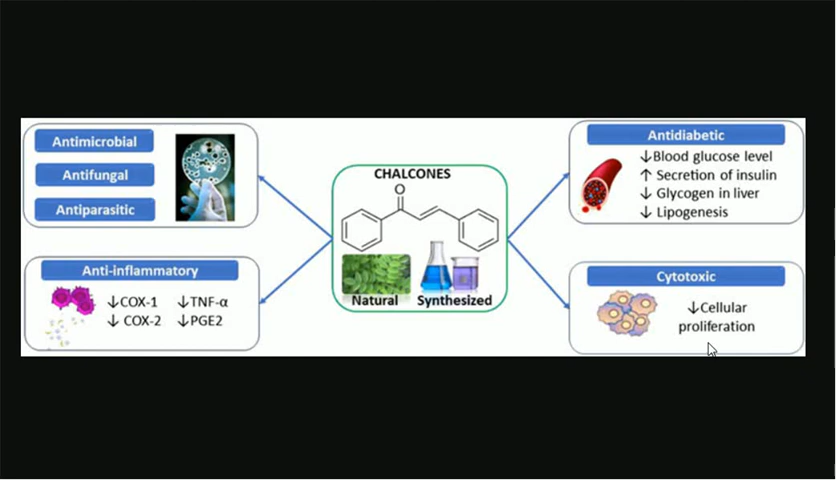 Antimicrobial
Antifungal
Antiparasitic
Anti-inflammatory
↓COX-1 ↓TNF-α
↓ COX-2 ↓PGE2
CHALCONES
O
Natural Synthesized
Antidiabetic
↓Blood glucose level
↑ Secretion of insulin
↓ Glycogen in liver
↓ Lipogenesis
Cytotoxic
↓Cellular
proliferation